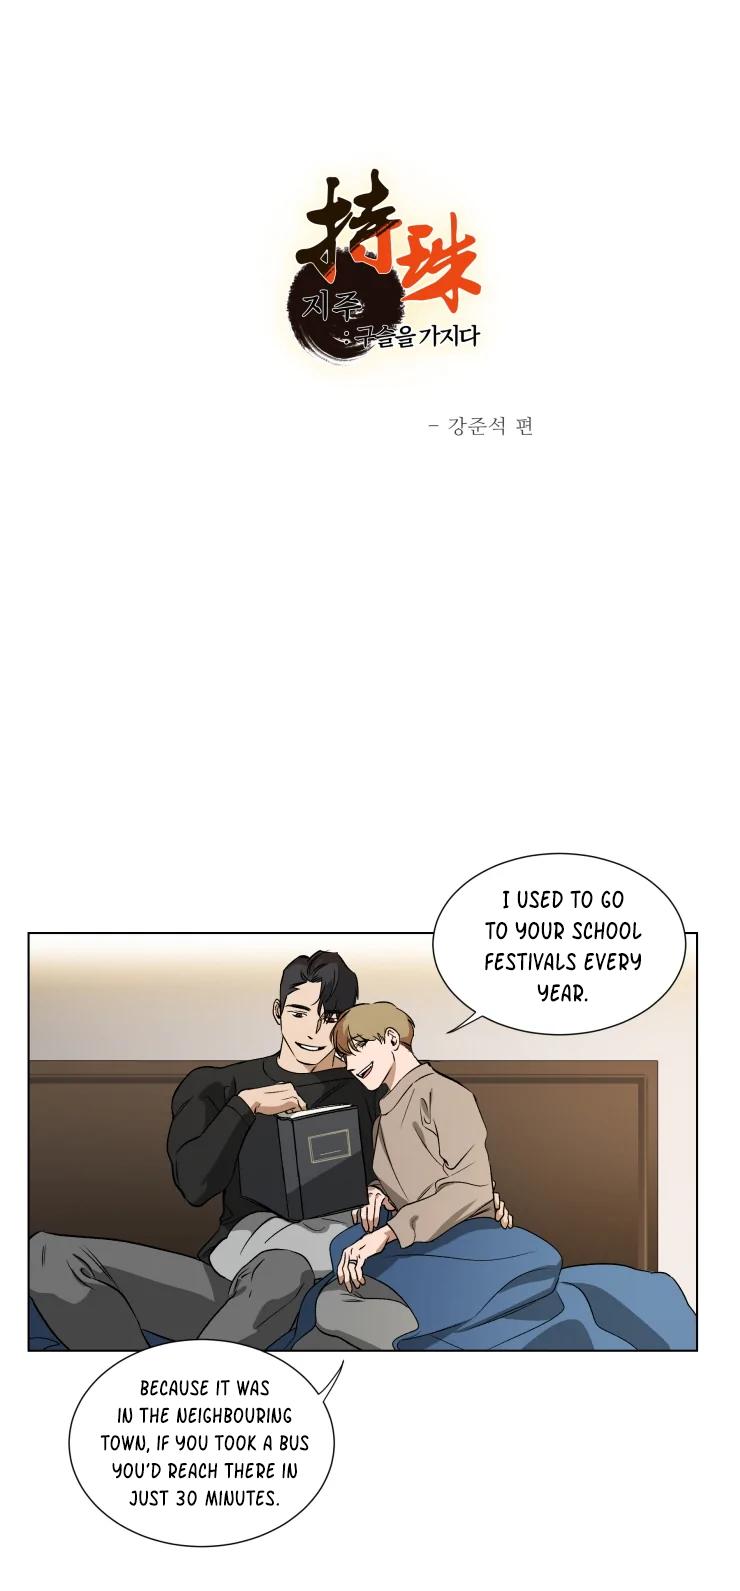 持珠
지주
: 구슬을 가지다
- 강준석 편
I USED TO GO
TO YOUR SCHOOL
FESTIVALS EVERY
YEAR.
BECAUSE IT WAS
IN THE NEIGHBOURING
TOWN, IF YOU TOOK A BUS
YOU'D REACH THERE IN
JUST 30 MINUTES.